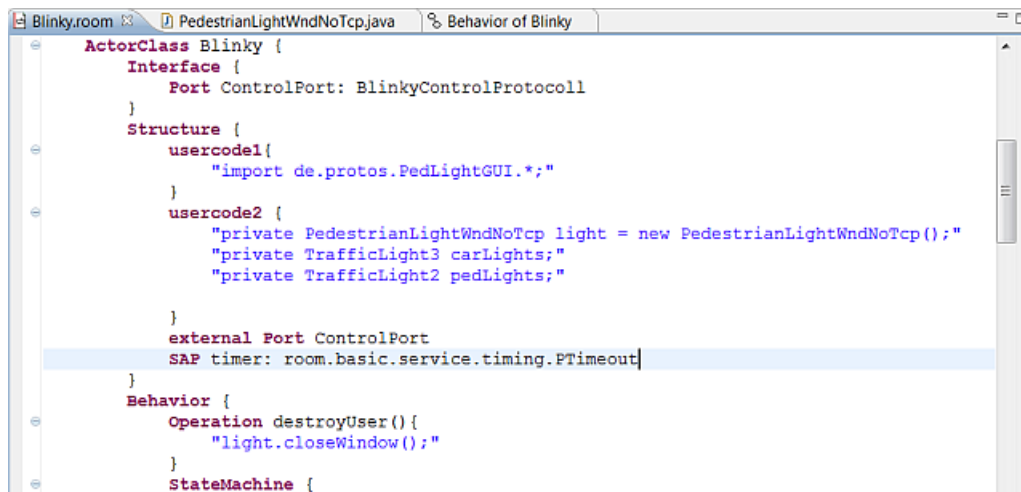 Blinky.room PedestrianLightWndNoTcp.java Behavior of Blinky
ActorClass Blinky {
Interface {
Port ControlPort: BlinkyControlProtocoll
}
Structure {
usercode1{
"import de.protos.PedLightGUI.*;"
}
usercode2 {
"private PedestrianLightWndNoTcp light = new PedestrianLightWndNoTcp();"
"private TrafficLight3 carLights;"
"private TrafficLight2 pedLights;"
}
external Port ControlPort
SAP timer: room.basic.service.timing.PTimeout
}
Behavior {
Operation destroyUser(){
"light.closeWindow();"
}
StateMachine {